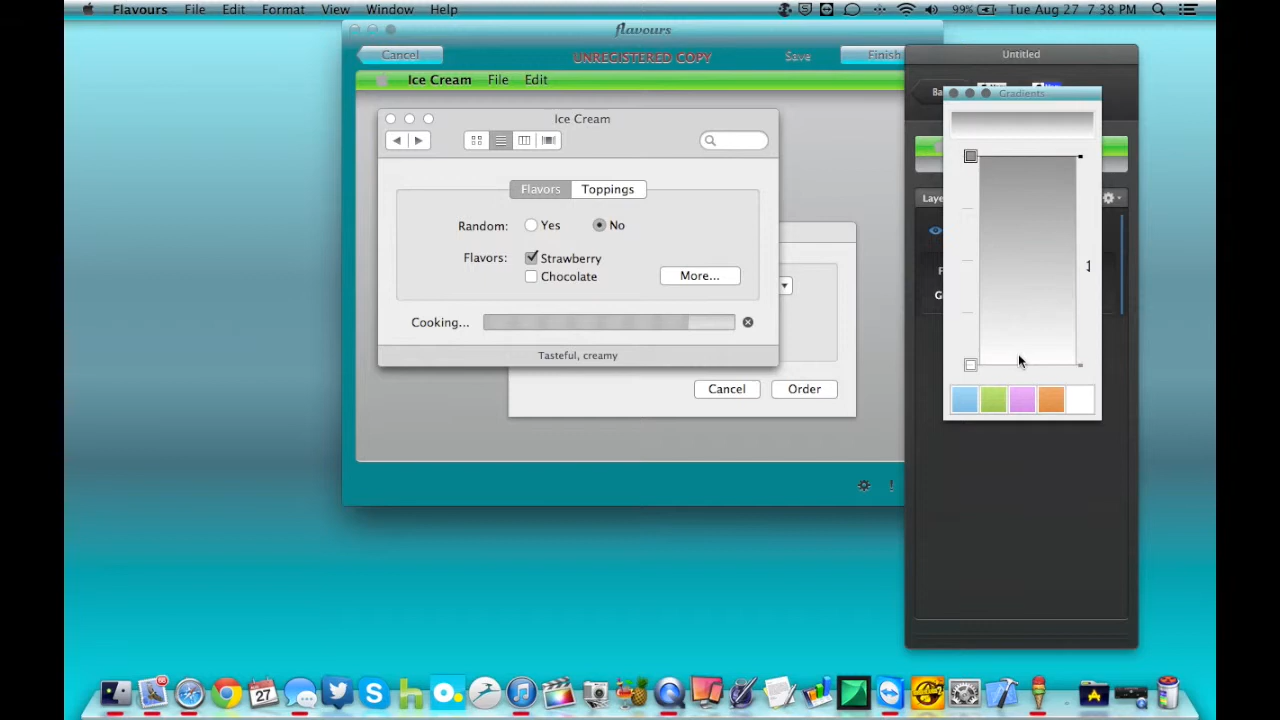 Flavours File Edit Format View Window Help 99% Tue Aug 27 7:38 PM
flavours
Cancel UNREGISTERED COPY Save Finish
Untitled
Ice Cream File Edit
Gradients
Ice Cream
Flavors Toppings
Random: Yes No
Flavors: Strawberry
Chocolate More...
Cooking...
Tasteful, creamy
Cancel Order
!
27
66